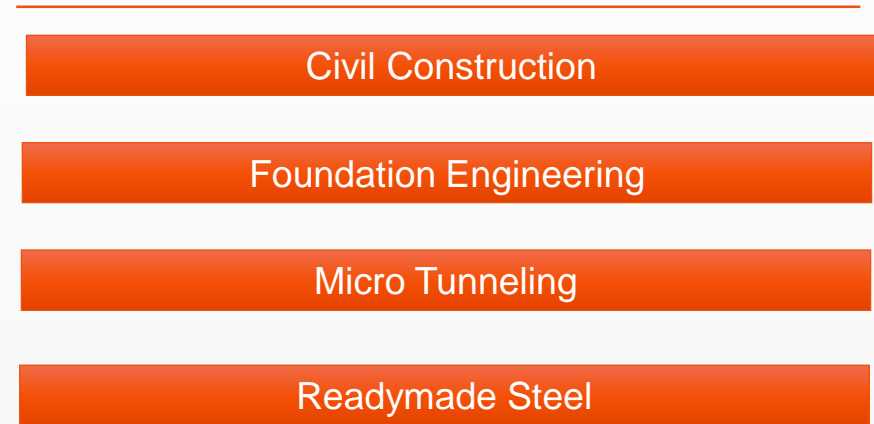 Civil Construction
Foundation Engineering
Micro Tunneling
Readymade Steel